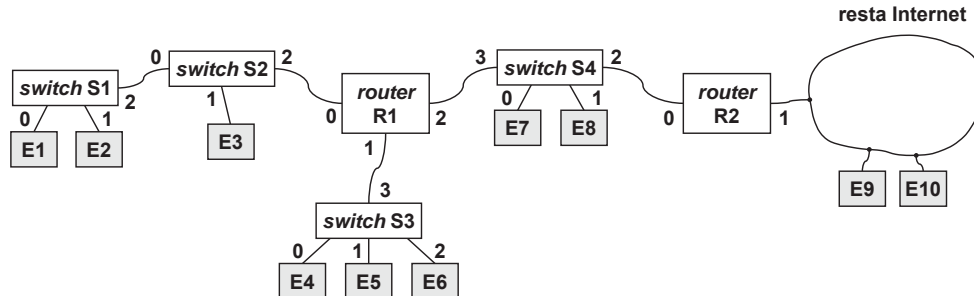 resta Internet
0 2 3 2
switch S1 switch S2 switch S4
2 router router
0 1 1 0 1
R1 R2
E1 E2 E3 0 2 E7 E8 0 1
1
3 E9 E10
switch S3
0 1 2
E4 E5 E6